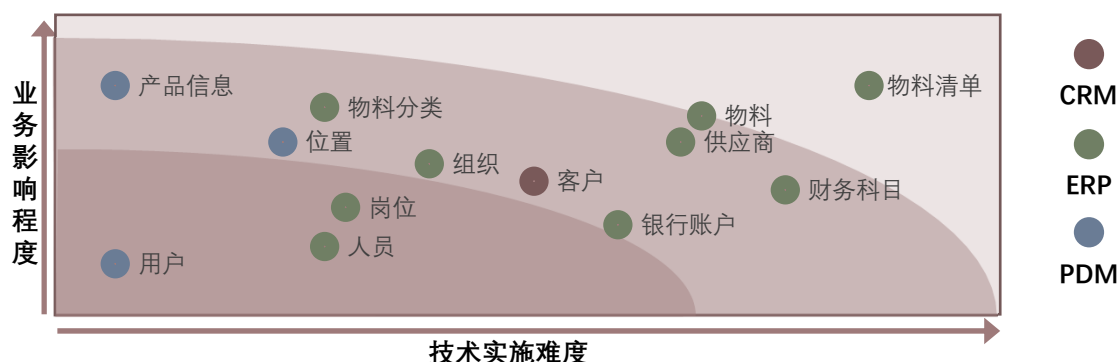 业务影响程度
产品信息
物料分类
位置
组织
客户
岗位
人员
用户
物料
供应商
物料清单
财务科目
银行账户
技术实施难度
CRM
ERP
PDM